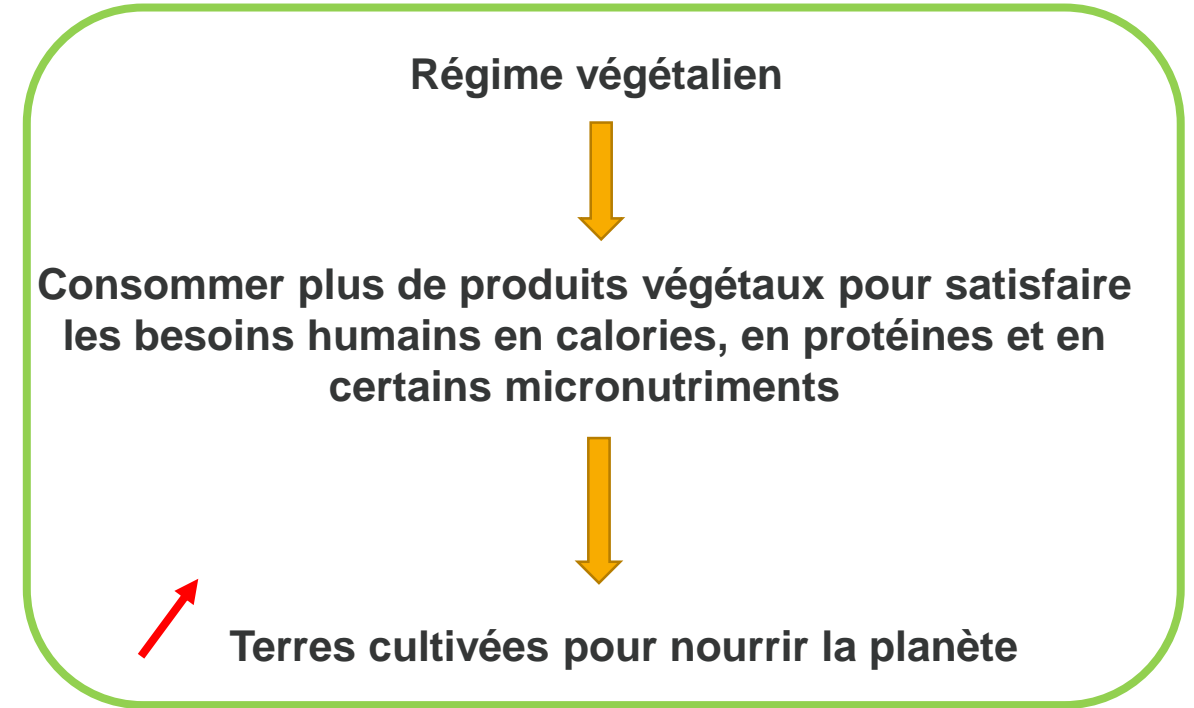 Régime végétalien
Consommer plus de produits végétaux pour satisfaire
les besoins humains en calories, en protéines et en
certains micronutriments
Terres cultivées pour nourrir la planète